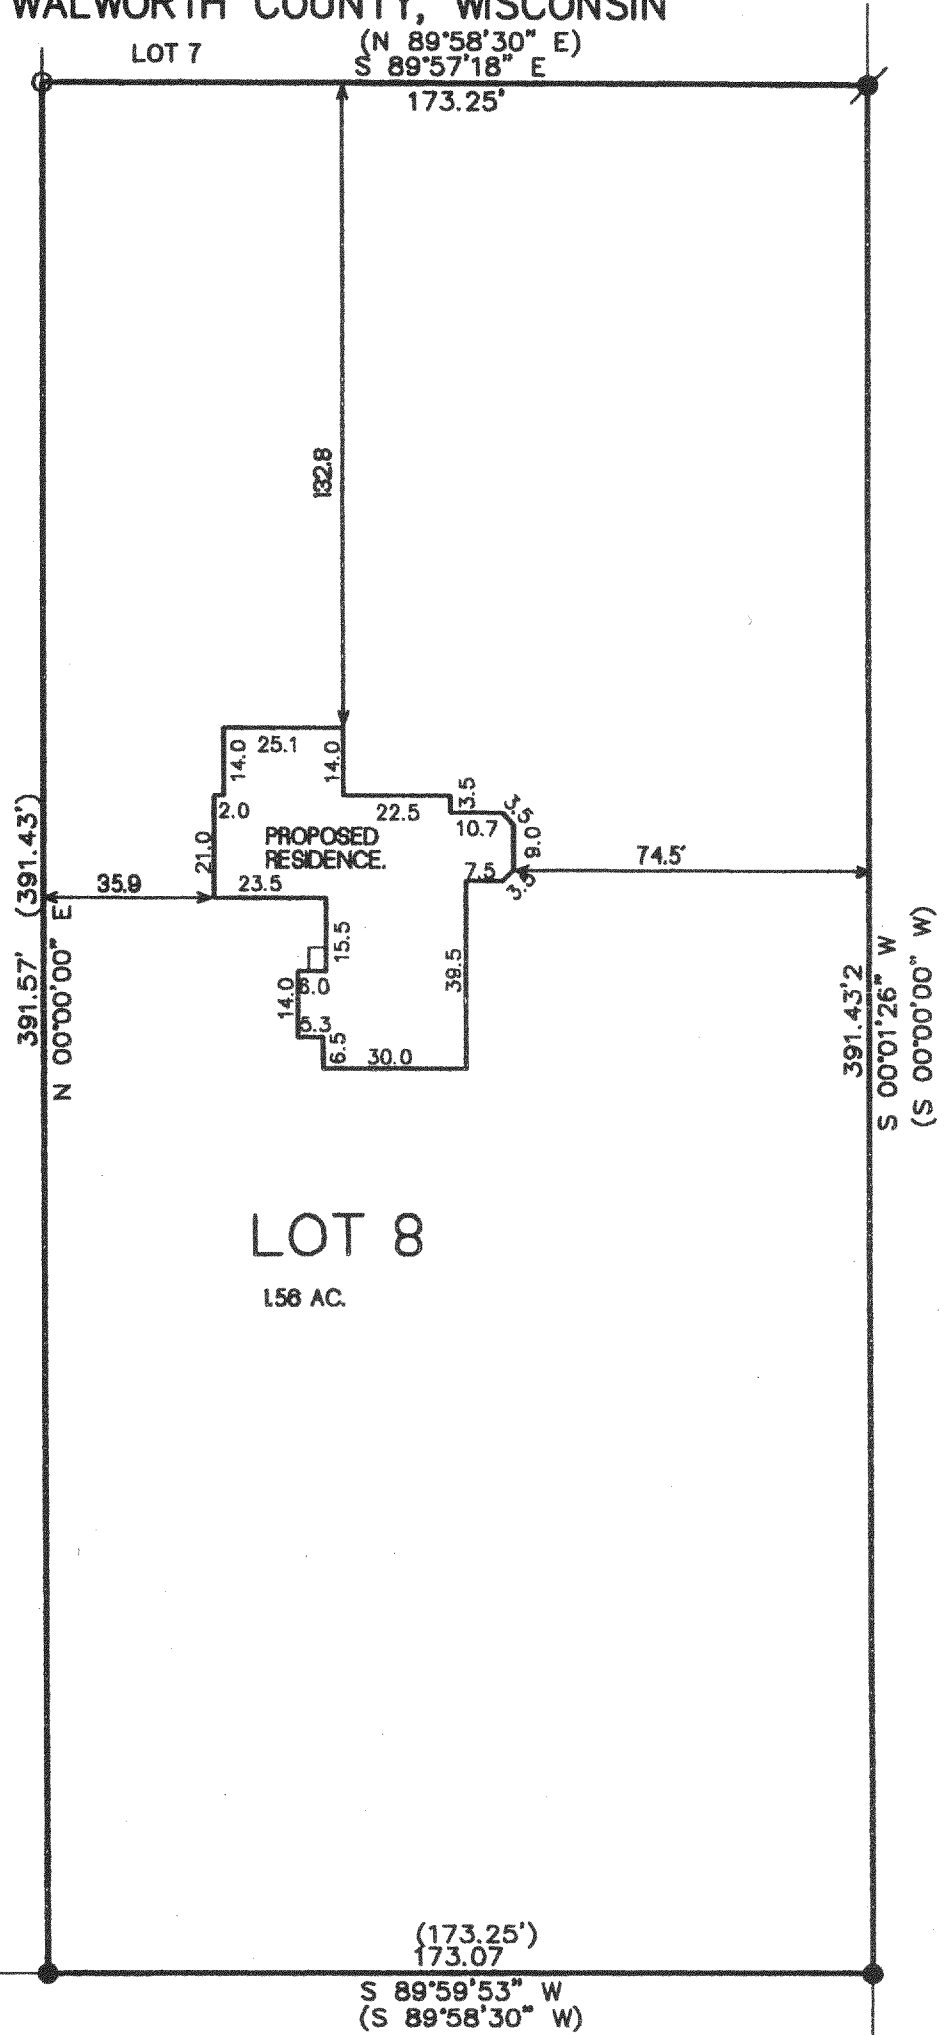 WALWORTH COUNTY, WISCONSIN
LOT 7
(N 89°58'30" E)
S 89°57'18" E
173.25'
132.8
25.1
14.0
14.0
2.0
22.5
3.5
3.5
10.7
9.0
PROPOSED
RESIDENCE.
21.0
7.5
3.5
74.5'
35.9
23.5
15.5
39.5
6.0
14.0
5.3
6.5
30.0
391.57' (391.43')
N 00°00'00" E
391.43'2
S 00°01'26" W
(S 00°00'00" W)
LOT 8
1.56 AC.
(173.25')
173.07
S 89°59'53" W
(S 89°58'30" W)